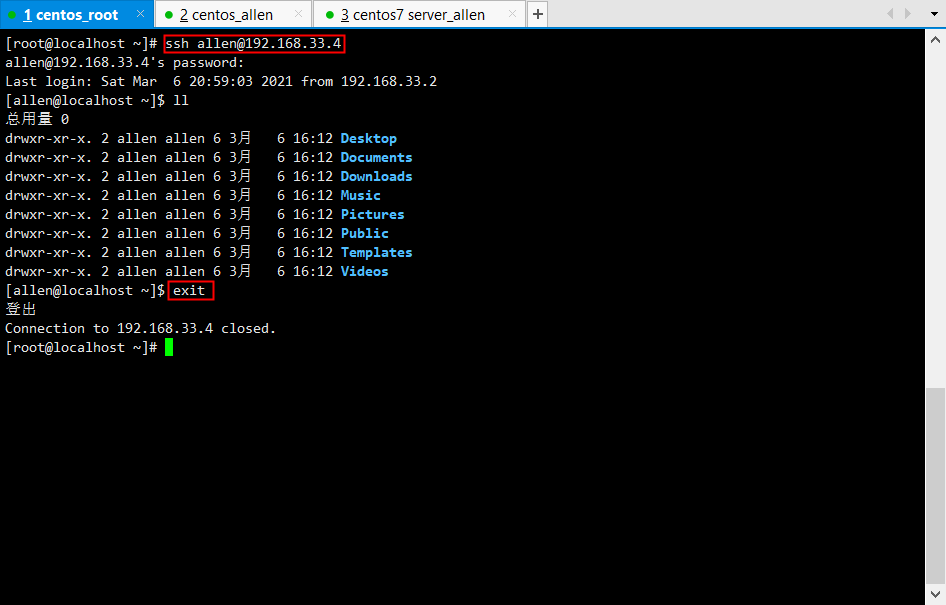 1 centos_root × 2 centos_allen × 3 centos7 server_allen × +
[root@localhost ~]# ssh allen@192.168.33.4
allen@192.168.33.4's password:
Last login: Sat Mar  6 20:59:03 2021 from 192.168.33.2
[allen@localhost ~]$ ll
总用量 0
drwxr-xr-x. 2 allen allen 6 3月   6 16:12 Desktop
drwxr-xr-x. 2 allen allen 6 3月   6 16:12 Documents
drwxr-xr-x. 2 allen allen 6 3月   6 16:12 Downloads
drwxr-xr-x. 2 allen allen 6 3月   6 16:12 Music
drwxr-xr-x. 2 allen allen 6 3月   6 16:12 Pictures
drwxr-xr-x. 2 allen allen 6 3月   6 16:12 Public
drwxr-xr-x. 2 allen allen 6 3月   6 16:12 Templates
drwxr-xr-x. 2 allen allen 6 3月   6 16:12 Videos
[allen@localhost ~]$ exit
登出
Connection to 192.168.33.4 closed.
[root@localhost ~]#